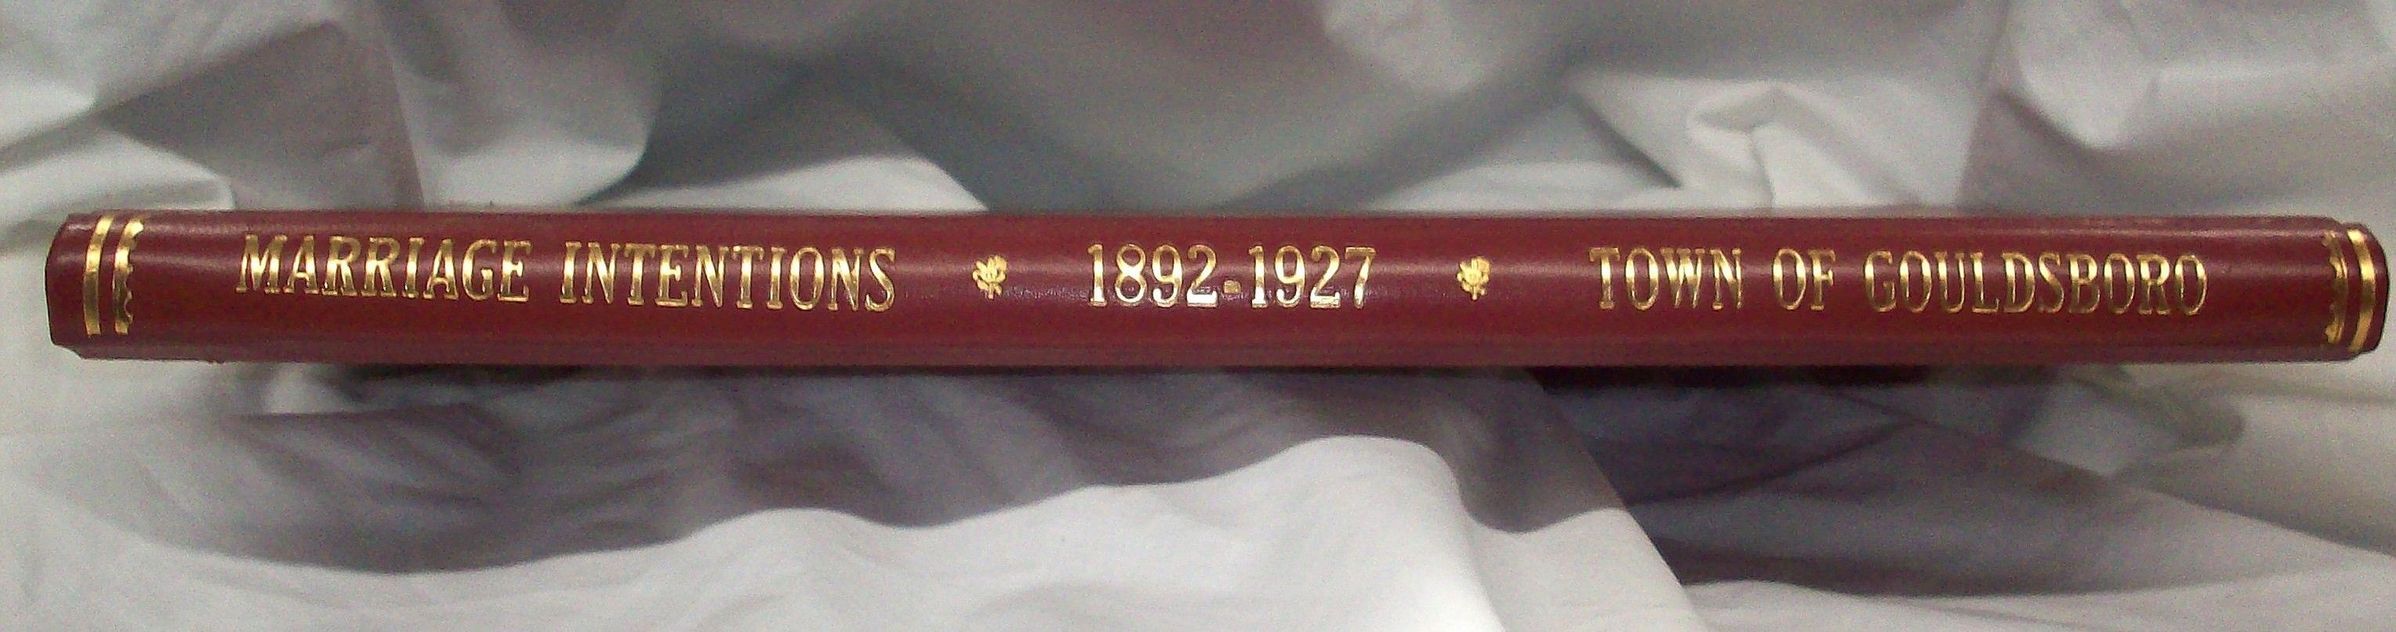 MARRIAGE INTENTIONS 1892-1927 TOWN OF GOULDSBORO